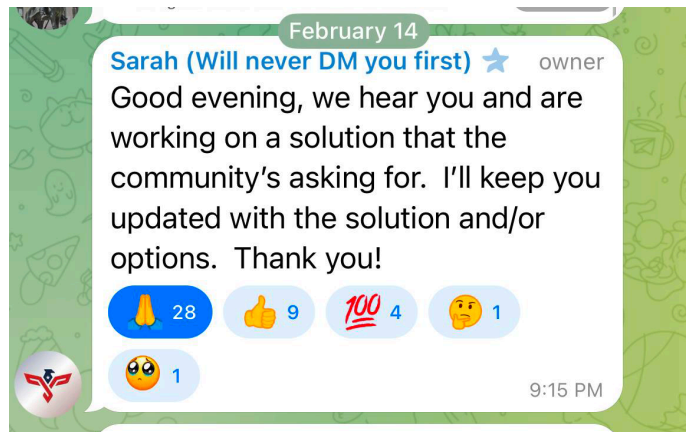 February 14
Sarah (Will never DM you first) owner
Good evening, we hear you and are
working on a solution that the
community’s asking for.  I’ll keep you
updated with the solution and/or
options.  Thank you!
🙏 28 👍 9 💯 4 🤔 1
🥺 1
9:15 PM